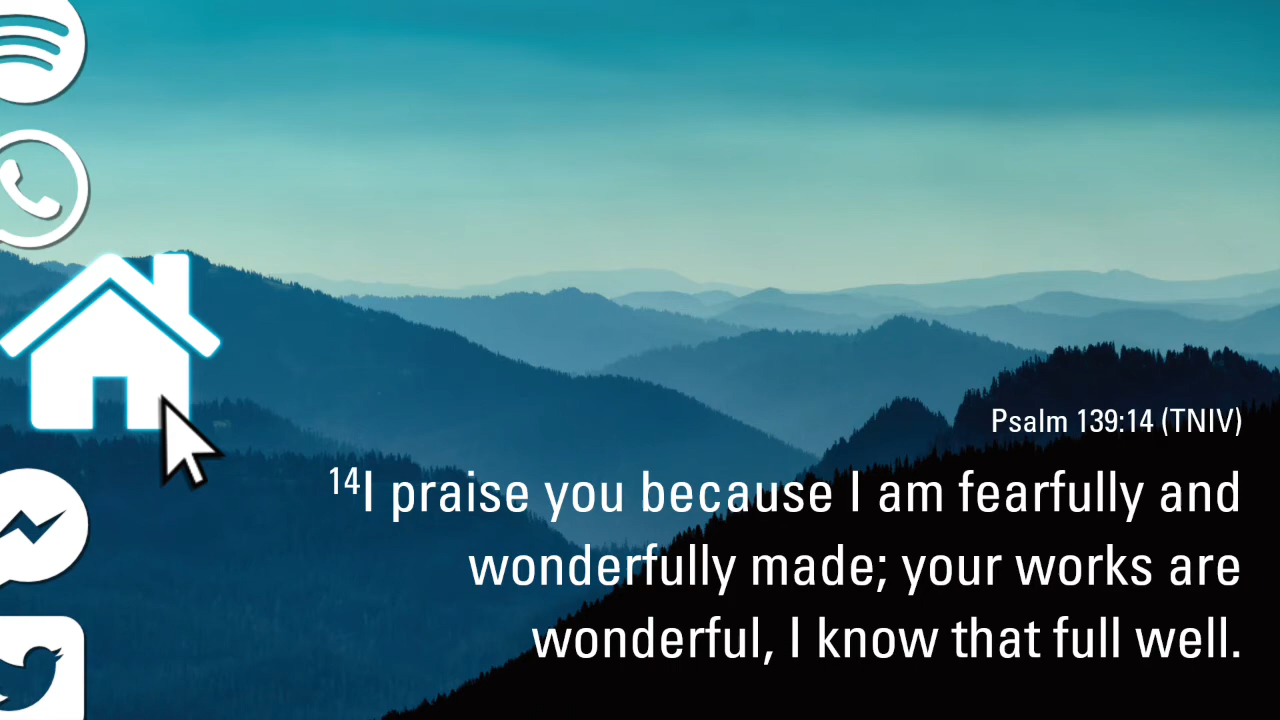 Psalm 139:14 (TNIV)
14I praise you because I am fearfully and
wonderfully made; your works are
wonderful, I know that full well.